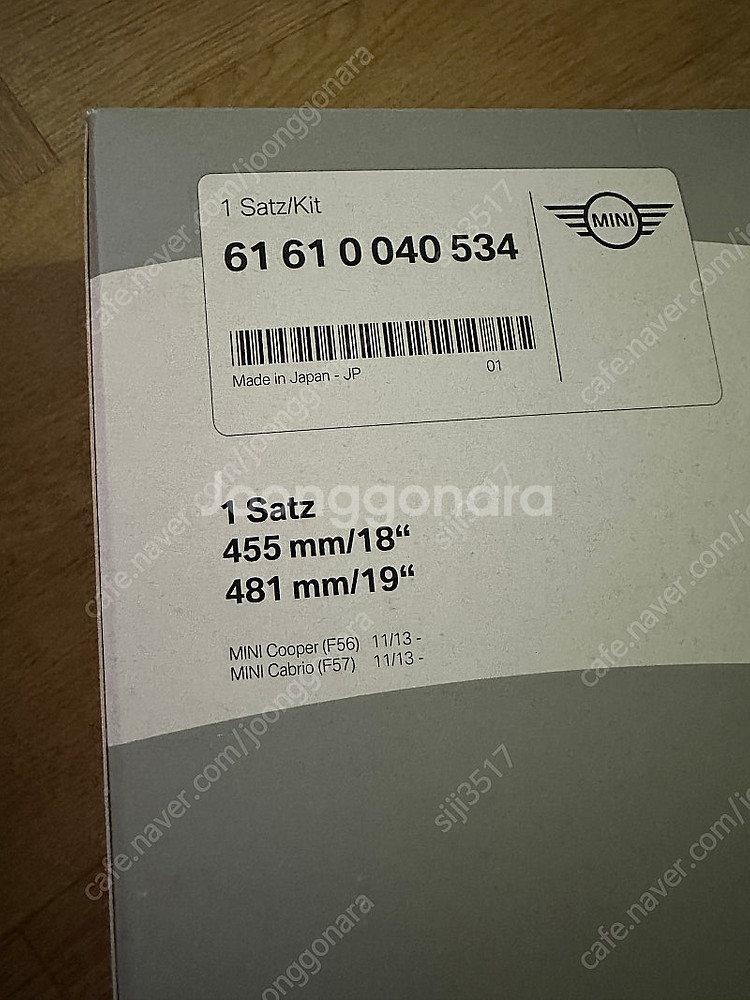 1 Satz/Kit
61 61 0 040 534
MINI
Made in Japan - JP
01
Joonggonara
1 Satz
455 mm/18“
481 mm/19“
MINI Cooper (F56) 11/13 -
MINI Cabrio (F57) 11/13 -
cafe.naver.com/joonggonara
sijl3517